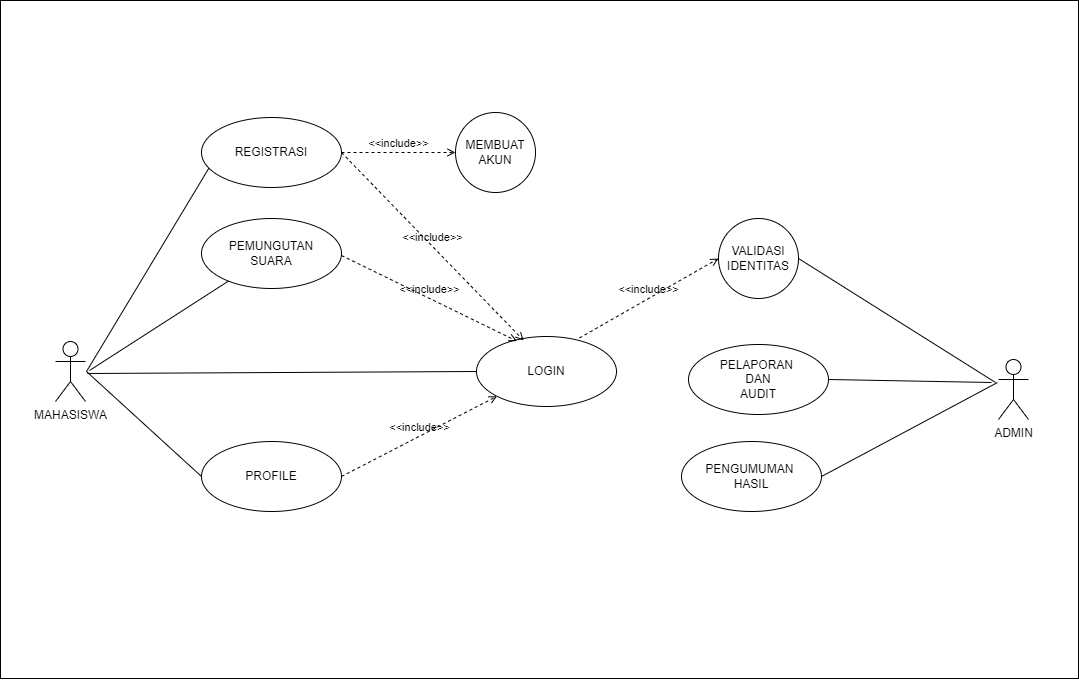 REGISTRASI
<<include>>
MEMBUAT
AKUN
<<include>>
PEMUNGUTAN
SUARA
<<include>>
<<include>>
VALIDASI
IDENTITAS
MAHASISWA
LOGIN
PELAPORAN
DAN
AUDIT
ADMIN
<<include>>
PROFILE
PENGUMUMAN
HASIL